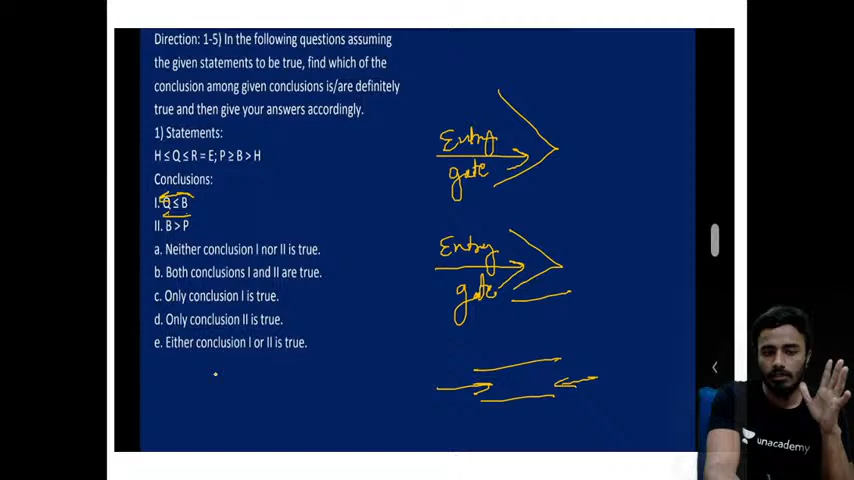 Direction: 1-5) In the following questions assuming
the given statements to be true, find which of the
conclusion among given conclusions is/are definitely
true and then give your answers accordingly.
1) Statements:
H ≤ Q ≤ R = E; P ≥ B > H
Conclusions:
I. Q ≤ B
II. B > P
a. Neither conclusion I nor II is true.
b. Both conclusions I and II are true.
c. Only conclusion I is true.
d. Only conclusion II is true.
e. Either conclusion I or II is true.
Entry
gate
Entry
gate
unacademy